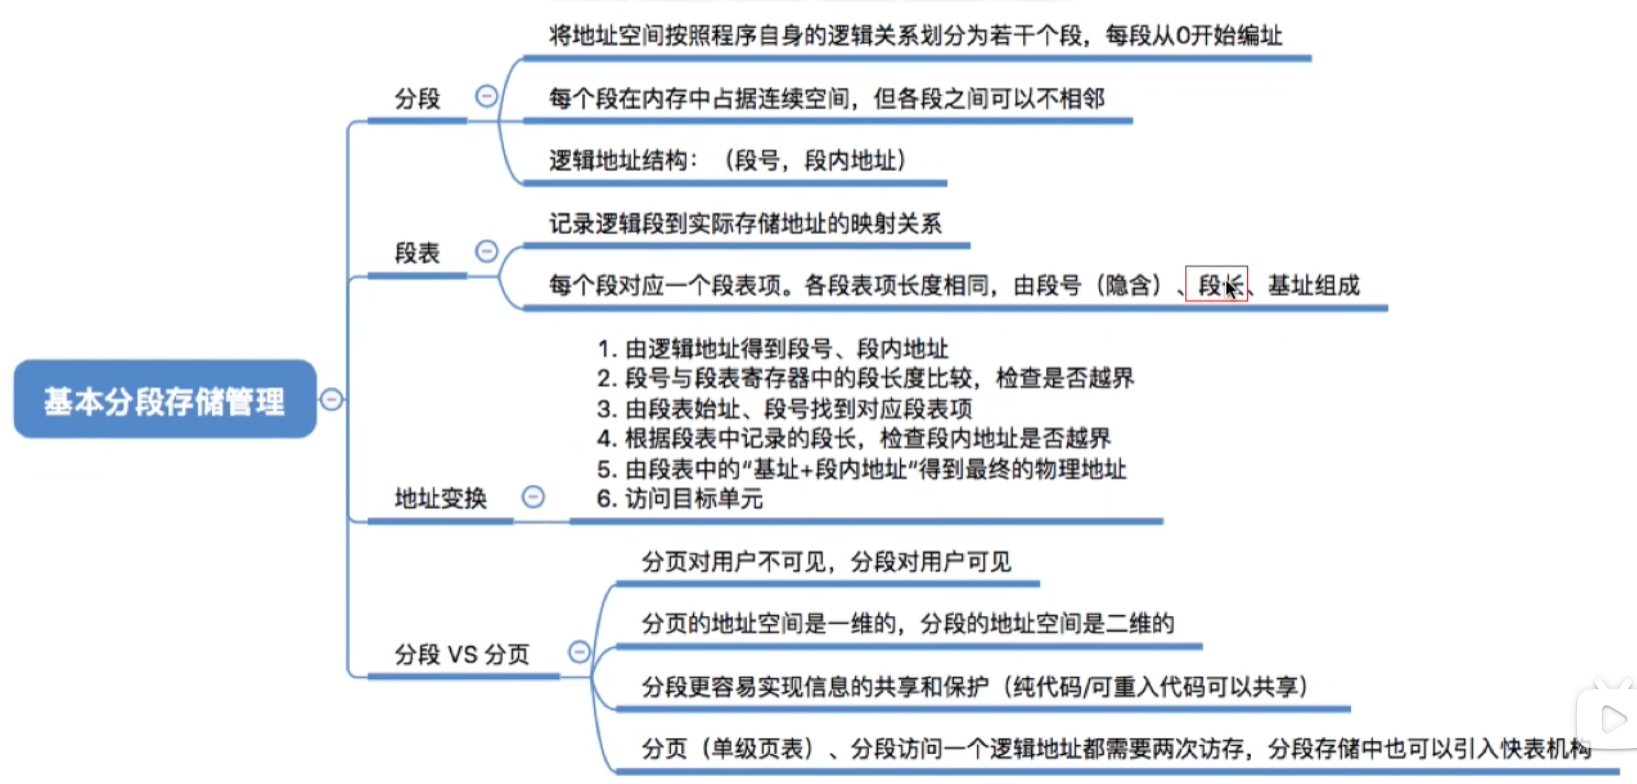 将地址空间按照程序自身的逻辑关系划分为若干个段，每段从0开始编址
分段
每个段在内存中占据连续空间，但各段之间可以不相邻
逻辑地址结构：（段号，段内地址）
记录逻辑段到实际存储地址的映射关系
段表
每个段对应一个段表项。各段表项长度相同，由段号（隐含）、段长、基址组成
基本分段存储管理
1. 由逻辑地址得到段号、段内地址
2. 段号与段表寄存器中的段长度比较，检查是否越界
3. 由段表始址、段号找到对应段表项
4. 根据段表中记录的段长，检查段内地址是否越界
5. 由段表中的“基址+段内地址”得到最终的物理地址
6. 访问目标单元
地址变换
分页对用户不可见，分段对用户可见
分页的地址空间是一维的，分段的地址空间是二维的
分段 VS 分页
分段更容易实现信息的共享和保护（纯代码/可重入代码可以共享）
分页（单级页表）、分段访问一个逻辑地址都需要两次访存，分段存储中也可以引入快表机构